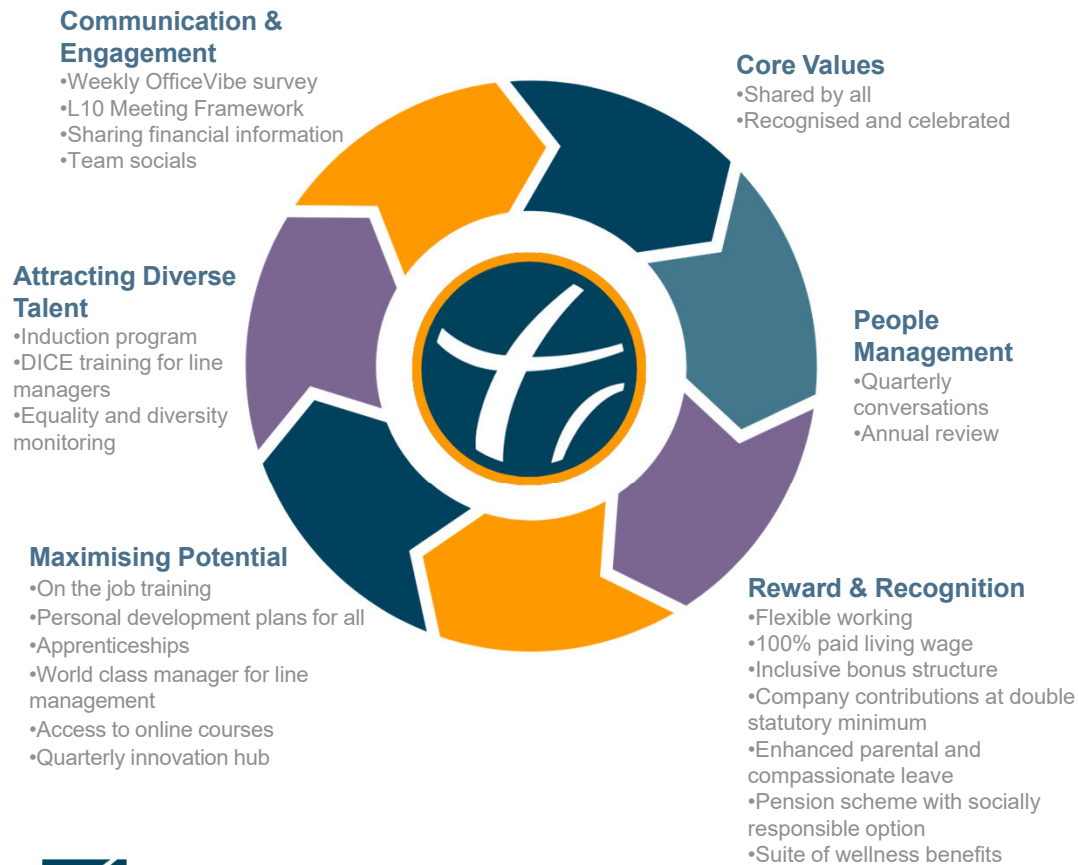 Communication &
Engagement
•Weekly OfficeVibe survey
•L10 Meeting Framework
•Sharing financial information
•Team socials
Core Values
•Shared by all
•Recognised and celebrated
People
Management
•Quarterly
conversations
•Annual review
Reward & Recognition
•Flexible working
•100% paid living wage
•Inclusive bonus structure
•Company contributions at double
statutory minimum
•Enhanced parental and
compassionate leave
•Pension scheme with socially
responsible option
•Suite of wellness benefits
Maximising Potential
•On the job training
•Personal development plans for all
•Apprenticeships
•World class manager for line
management
•Access to online courses
•Quarterly innovation hub
Attracting Diverse
Talent
•Induction program
•DICE training for line
managers
•Equality and diversity
monitoring